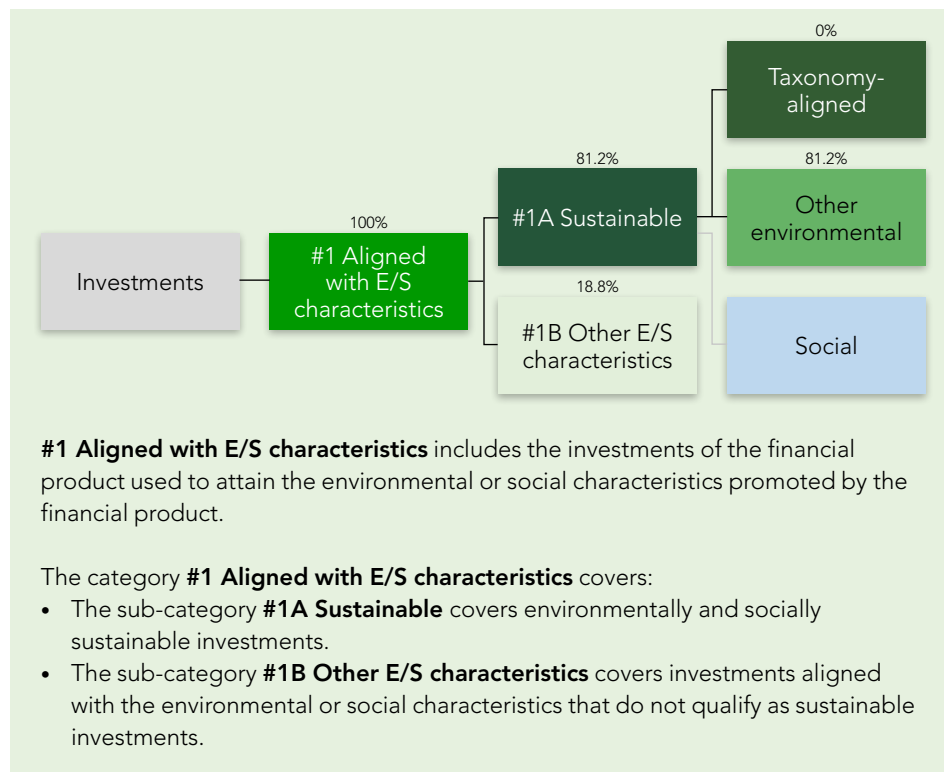 0%
Taxonomy-
aligned
81.2%
#1A Sustainable
81.2%
Other
environmental
100%
#1 Aligned
with E/S
characteristics
Investments
18.8%
#1B Other E/S
characteristics
Social
#1 Aligned with E/S characteristics includes the investments of the financial
product used to attain the environmental or social characteristics promoted by the
financial product.
The category #1 Aligned with E/S characteristics covers:
• The sub-category #1A Sustainable covers environmentally and socially
sustainable investments.
• The sub-category #1B Other E/S characteristics covers investments aligned
with the environmental or social characteristics that do not qualify as sustainable
investments.